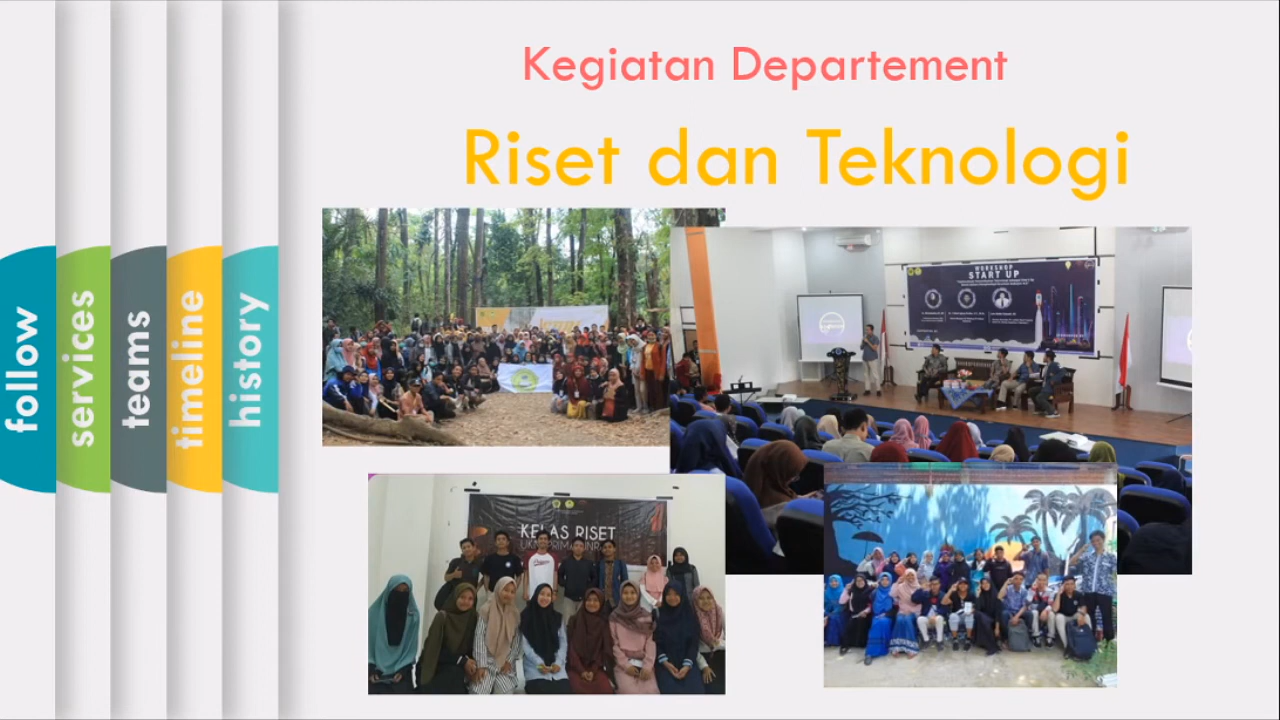 Kegiatan Departement
Riset dan Teknologi
follow
services
teams
timeline
history
WORKSHOP
START UP
KELAS RISET